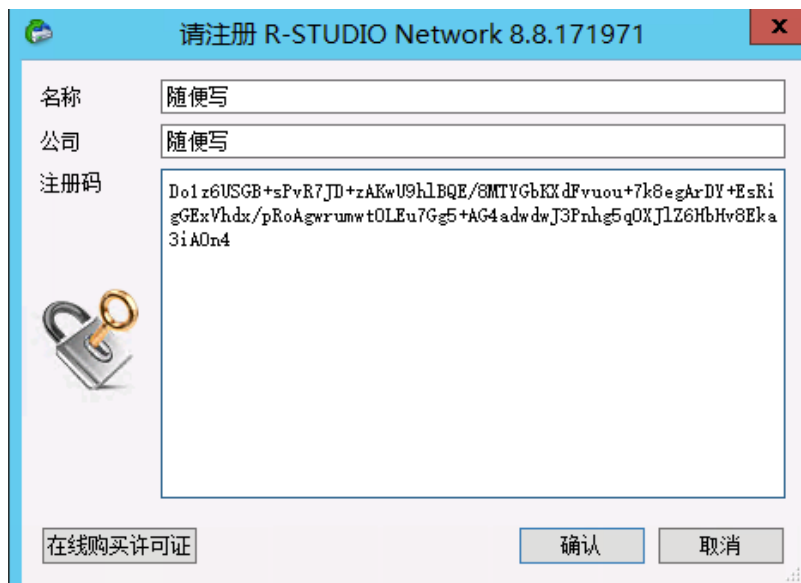 请注册 R-STUDIO Network 8.8.171971
名称
随便写
公司
随便写
注册码
Do1z6USGB+sPvR7JD+zAKwU9hlBQE/8MTYGbKXdFvuou+7k8egArDY+EsRi
gGExVhdx/pRoAgwrumwtOLEu7Gg5+AG4adwdwJ3Pnhg5qOXJlZ6HbHv8Eka
3iAOn4
在线购买许可证
确认
取消